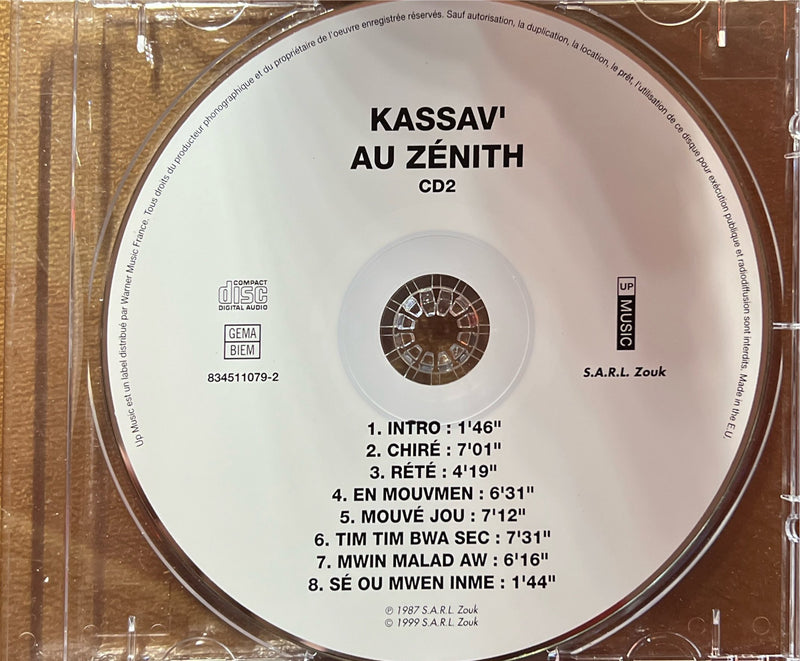 Up Music est un label distribué par Warner Music France. Tous droits du producteur phonographique et du propriétaire de l'oeuvre enregistrée réservés. Sauf autorisation, la duplication, la location, le prêt, l'utilisation de ce disque pour exécution publique et radiodiffusion sont interdits. Made in the E.U.
KASSAV'
AU ZÉNITH
CD2
COMPACT
disc
DIGITAL AUDIO
GEMA
BIEM
834511079-2
UP
MUSIC
S.A.R.L. Zouk
1. INTRO : 1'46"
2. CHIRÉ : 7'01"
3. RÉTÉ : 4'19"
4. EN MOUVMEN : 6'31"
5. MOUVÉ JOU : 7'12"
6. TIM TIM BWA SEC : 7'31"
7. MWIN MALAD AW : 6'16"
8. SÉ OU MWEN INME : 1'44"
℗ 1987 S.A.R.L. Zouk
© 1999 S.A.R.L. Zouk